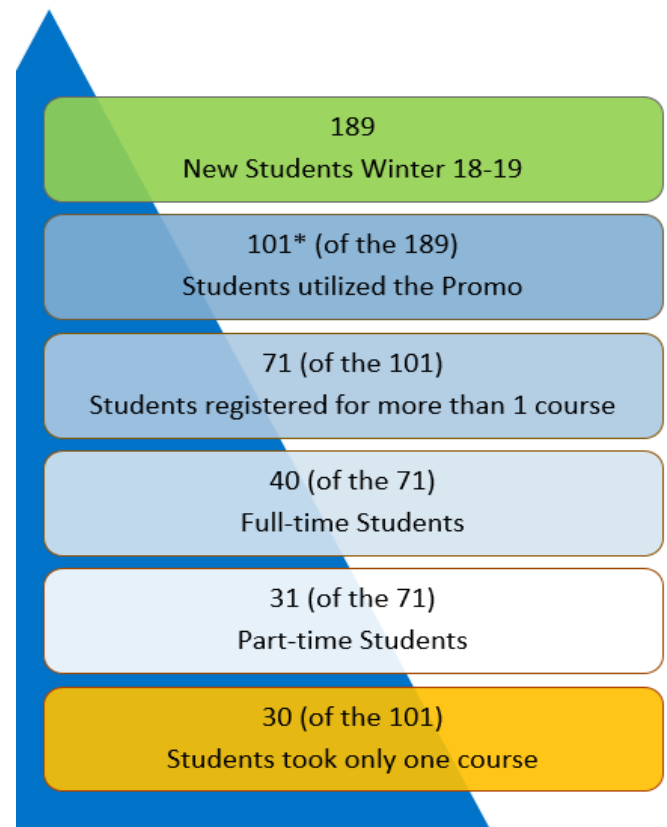 189
New Students Winter 18-19
101* (of the 189)
Students utilized the Promo
71 (of the 101)
Students registered for more than 1 course
40 (of the 71)
Full-time Students
31 (of the 71)
Part-time Students
30 (of the 101)
Students took only one course